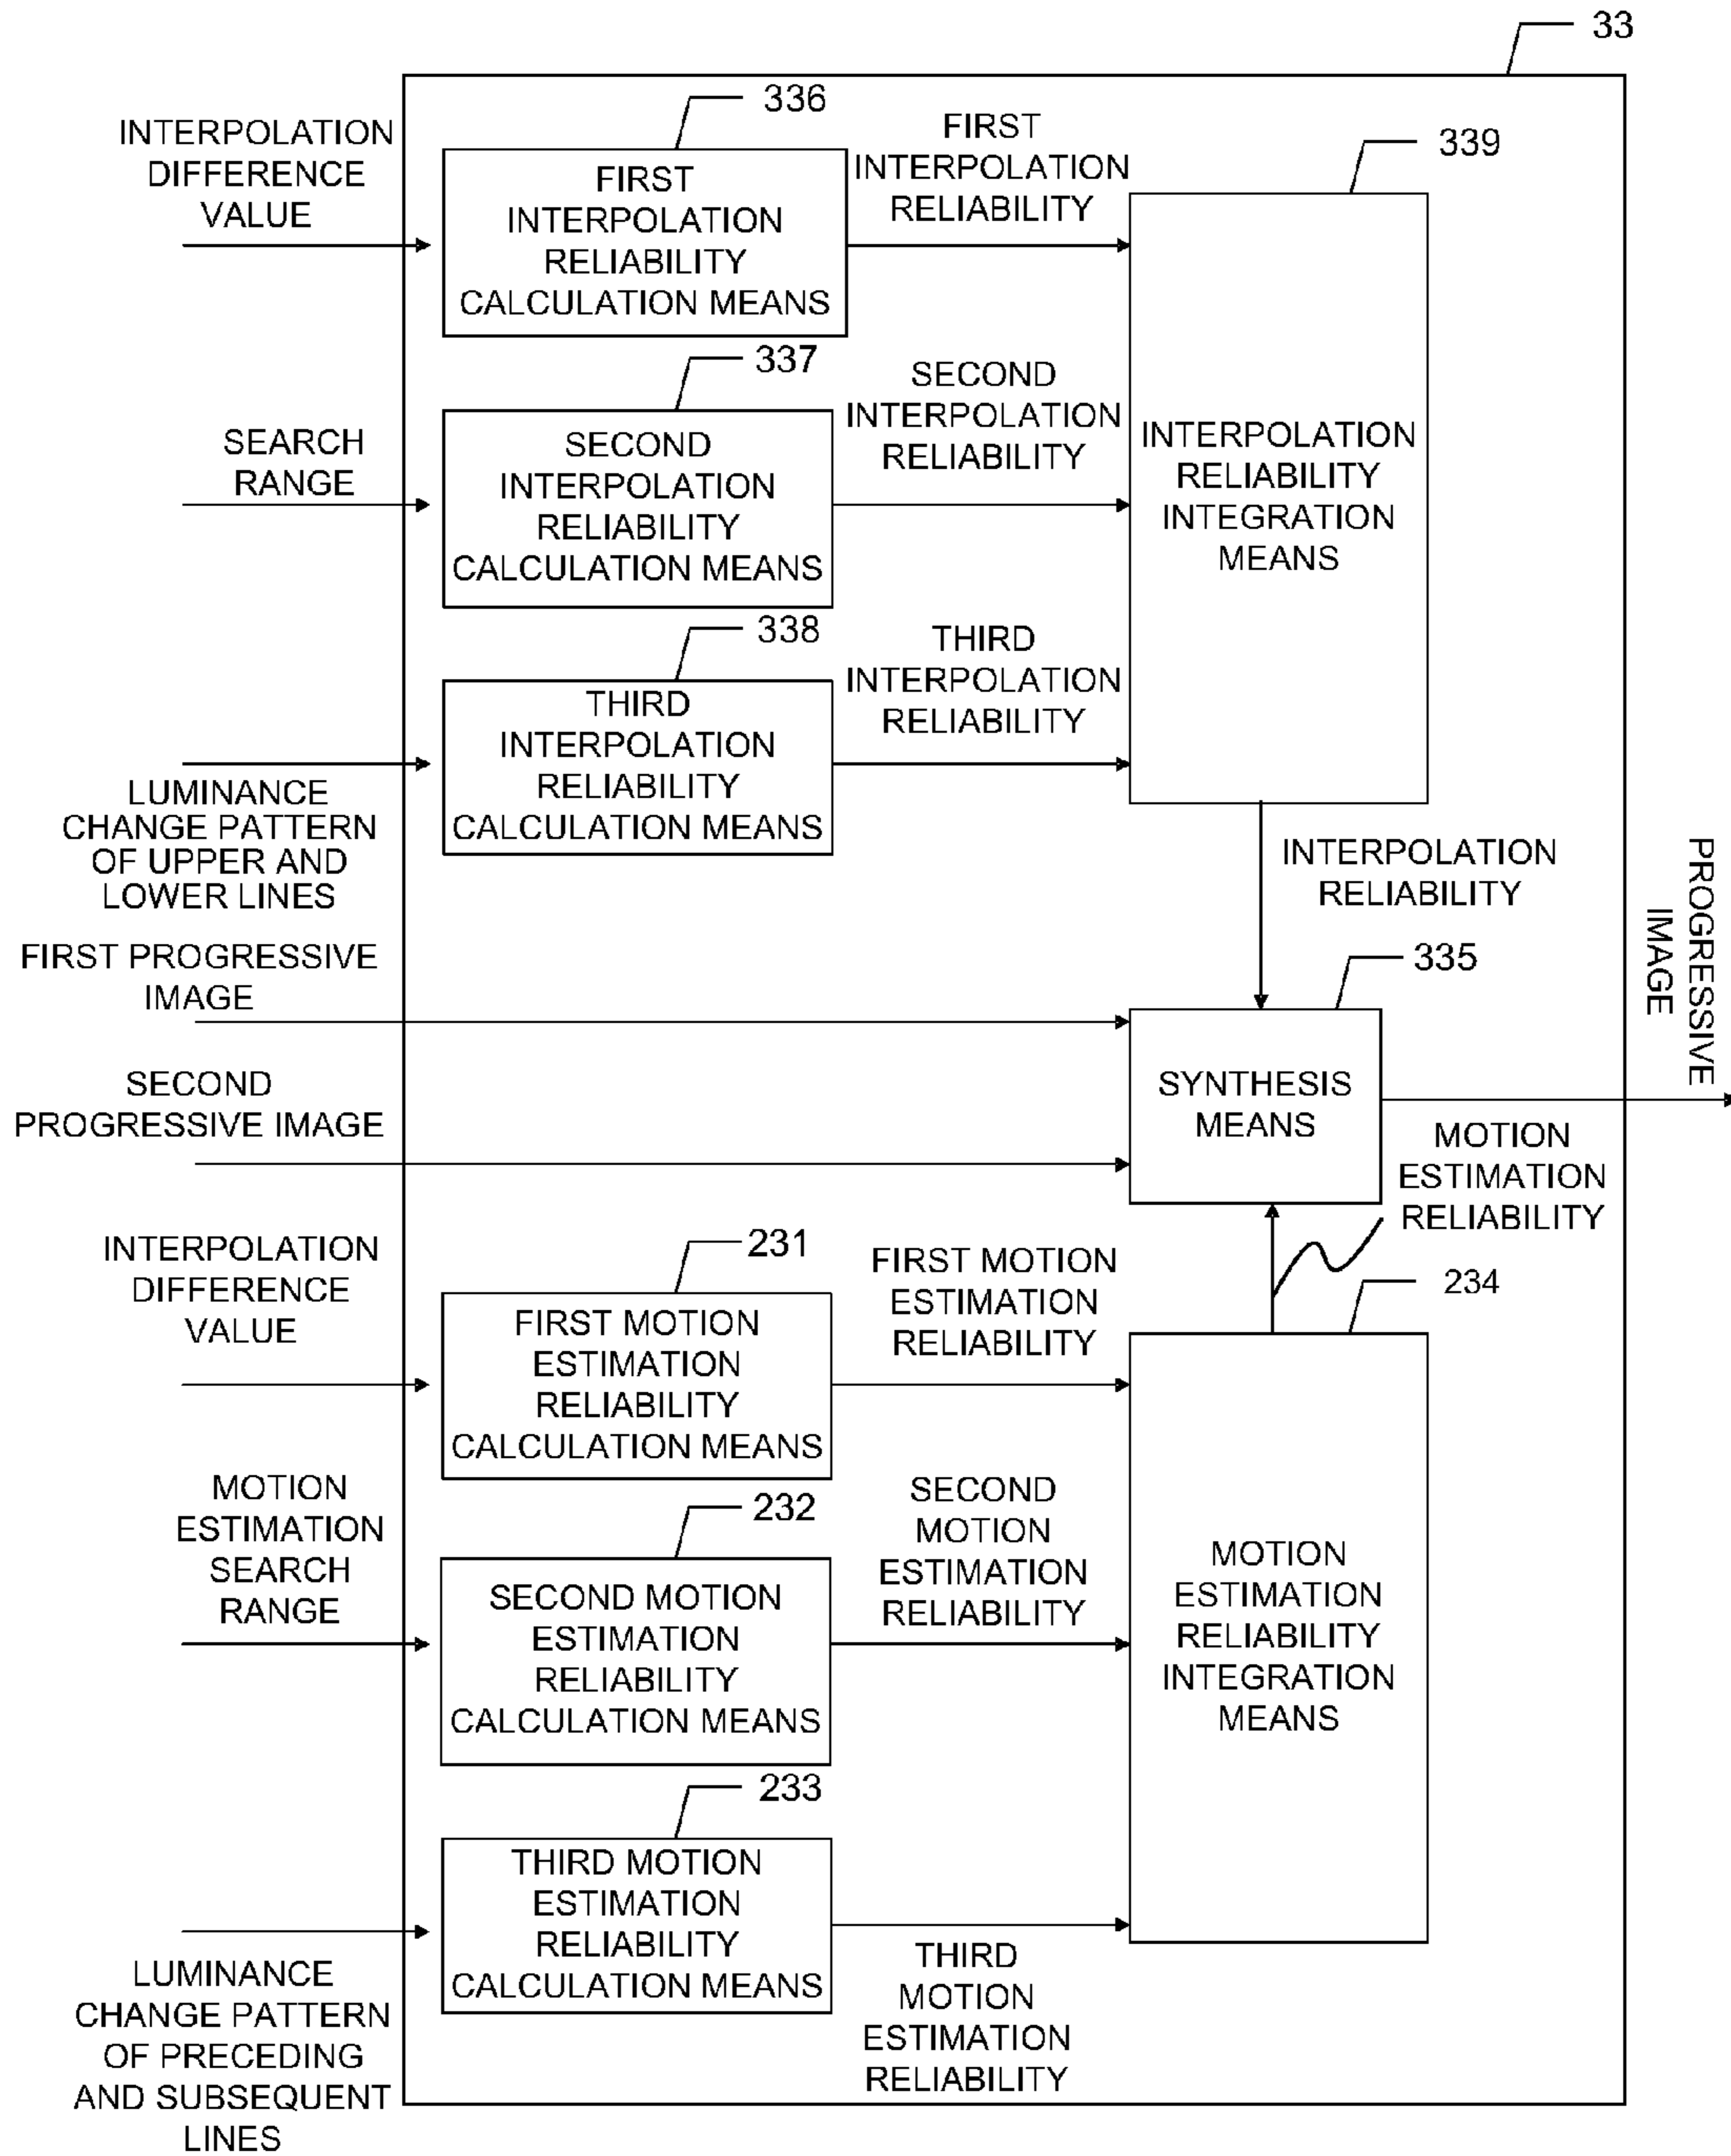 33
336
INTERPOLATION
DIFFERENCE
VALUE
FIRST
INTERPOLATION
RELIABILITY
CALCULATION MEANS
FIRST
INTERPOLATION
RELIABILITY
339
337
SEARCH
RANGE
SECOND
INTERPOLATION
RELIABILITY
CALCULATION MEANS
SECOND
INTERPOLATION
RELIABILITY
INTERPOLATION
RELIABILITY
INTEGRATION
MEANS
338
THIRD
INTERPOLATION
RELIABILITY
CALCULATION MEANS
THIRD
INTERPOLATION
RELIABILITY
LUMINANCE
CHANGE PATTERN
OF UPPER AND
LOWER LINES
INTERPOLATION
RELIABILITY
FIRST PROGRESSIVE
IMAGE
335
PROGRESSIVE
IMAGE
SECOND
PROGRESSIVE IMAGE
SYNTHESIS
MEANS
MOTION
ESTIMATION
RELIABILITY
INTERPOLATION
DIFFERENCE
VALUE
231
FIRST MOTION
ESTIMATION
RELIABILITY
CALCULATION MEANS
FIRST MOTION
ESTIMATION
RELIABILITY
234
MOTION
ESTIMATION
SEARCH
RANGE
232
SECOND MOTION
ESTIMATION
RELIABILITY
CALCULATION MEANS
SECOND
MOTION
ESTIMATION
RELIABILITY
MOTION
ESTIMATION
RELIABILITY
INTEGRATION
MEANS
233
THIRD MOTION
ESTIMATION
RELIABILITY
CALCULATION MEANS
THIRD
MOTION
ESTIMATION
RELIABILITY
LUMINANCE
CHANGE PATTERN
OF PRECEDING
AND SUBSEQUENT
LINES